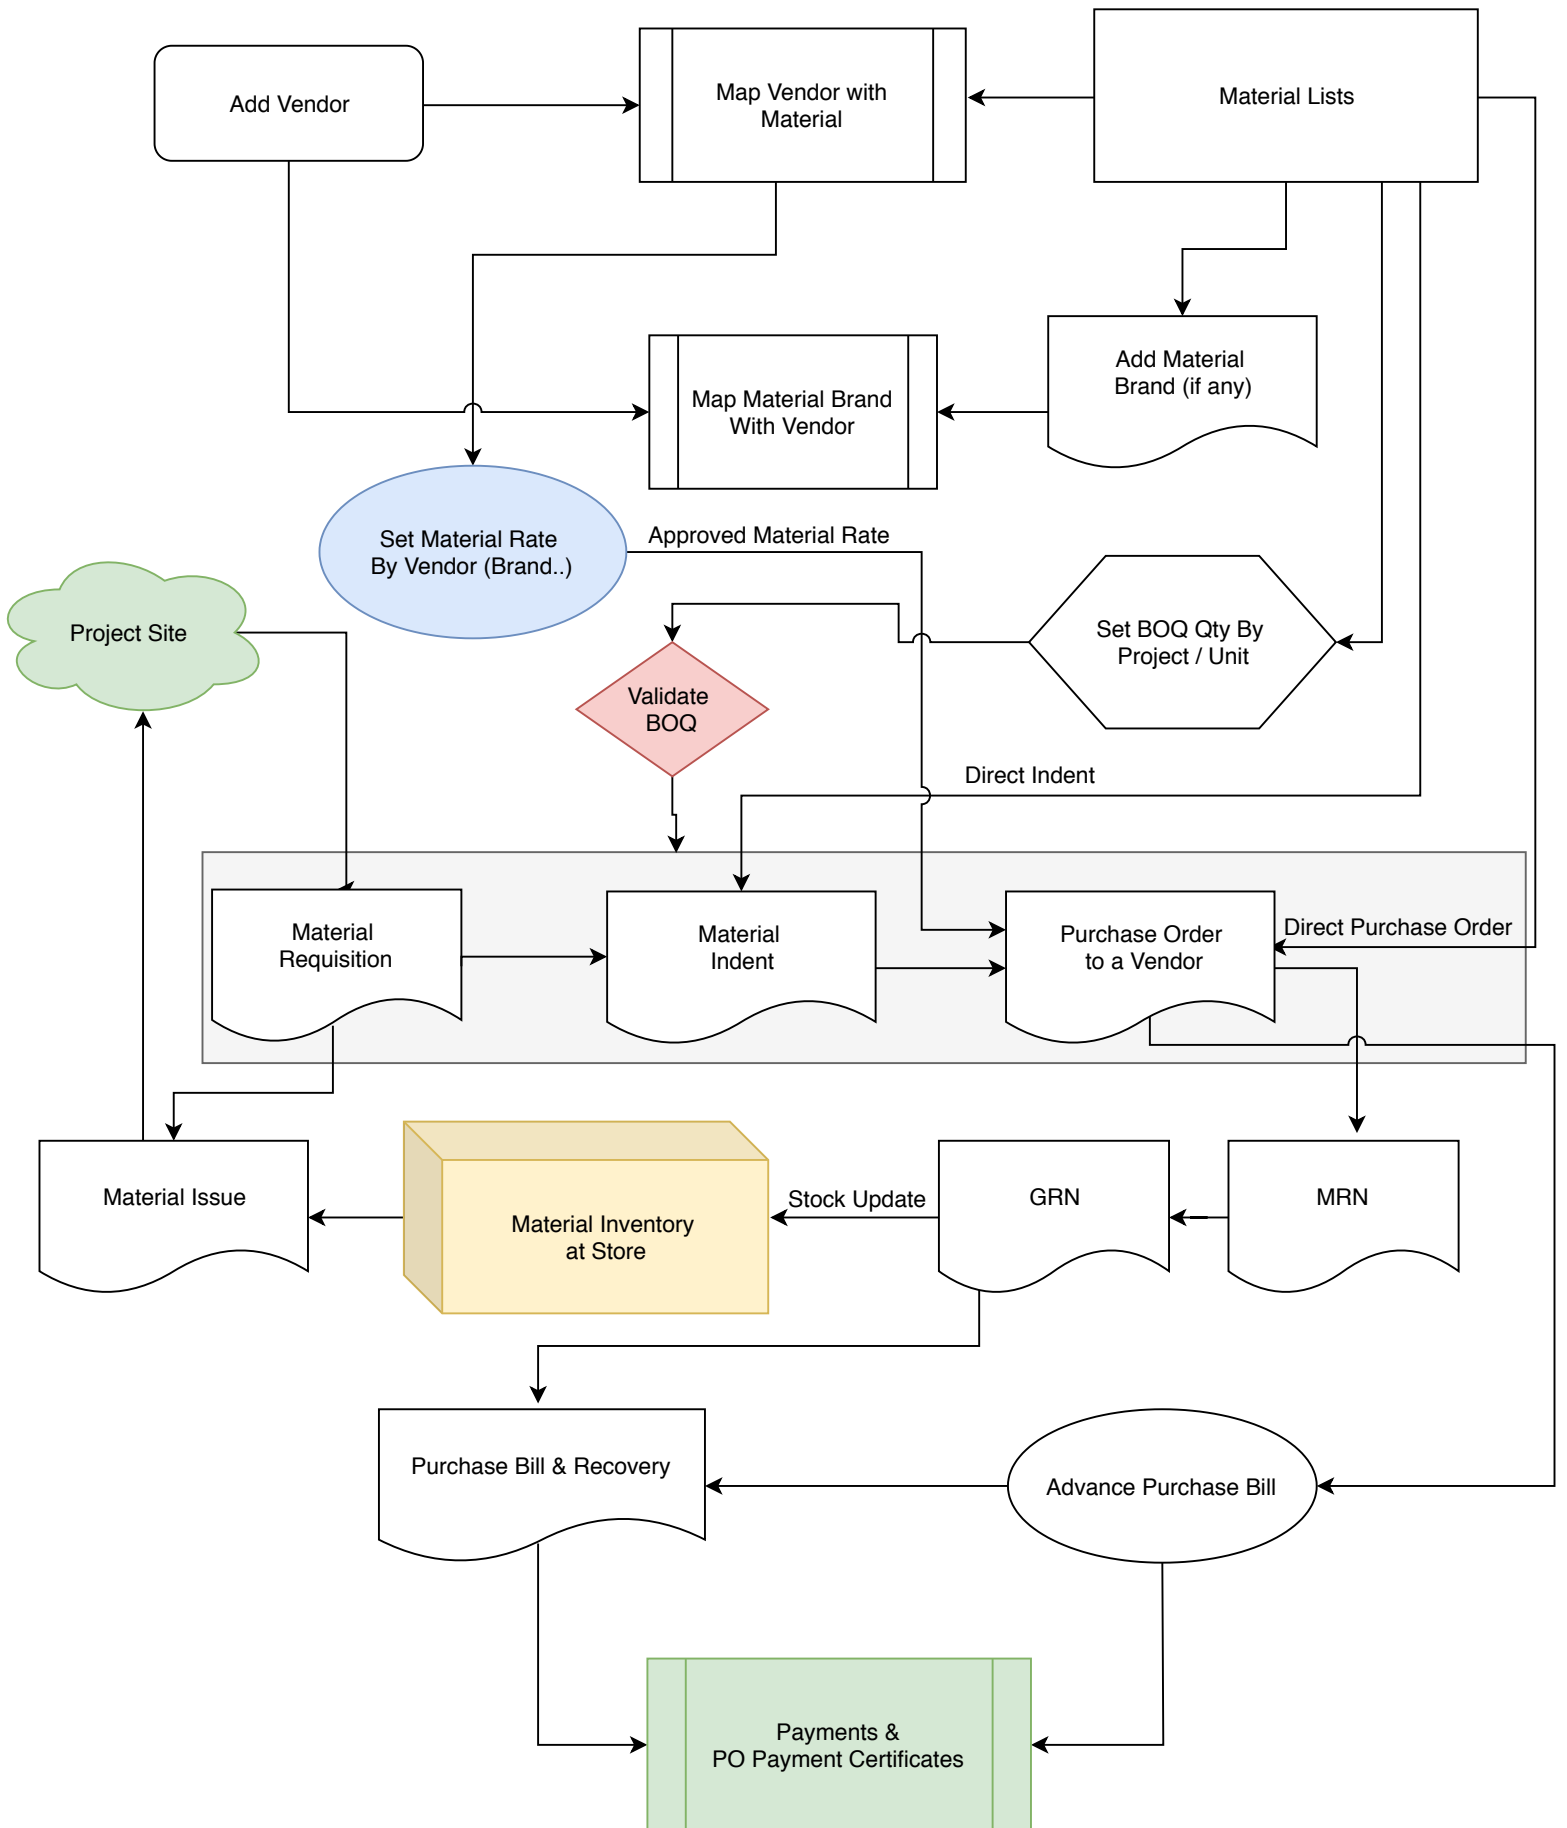 Add Vendor
Map Vendor with
Material
Material Lists
Add Material
Brand (if any)
Map Material Brand
With Vendor
Set Material Rate
By Vendor (Brand..)
Approved Material Rate
Project Site
Set BOQ Qty By
Project / Unit
Validate
BOQ
Direct Indent
Material
Requisition
Material
Indent
Purchase Order
to a Vendor
Direct Purchase Order
Material Issue
Material Inventory
at Store
Stock Update
GRN
MRN
Purchase Bill & Recovery
Advance Purchase Bill
Payments &
PO Payment Certificates